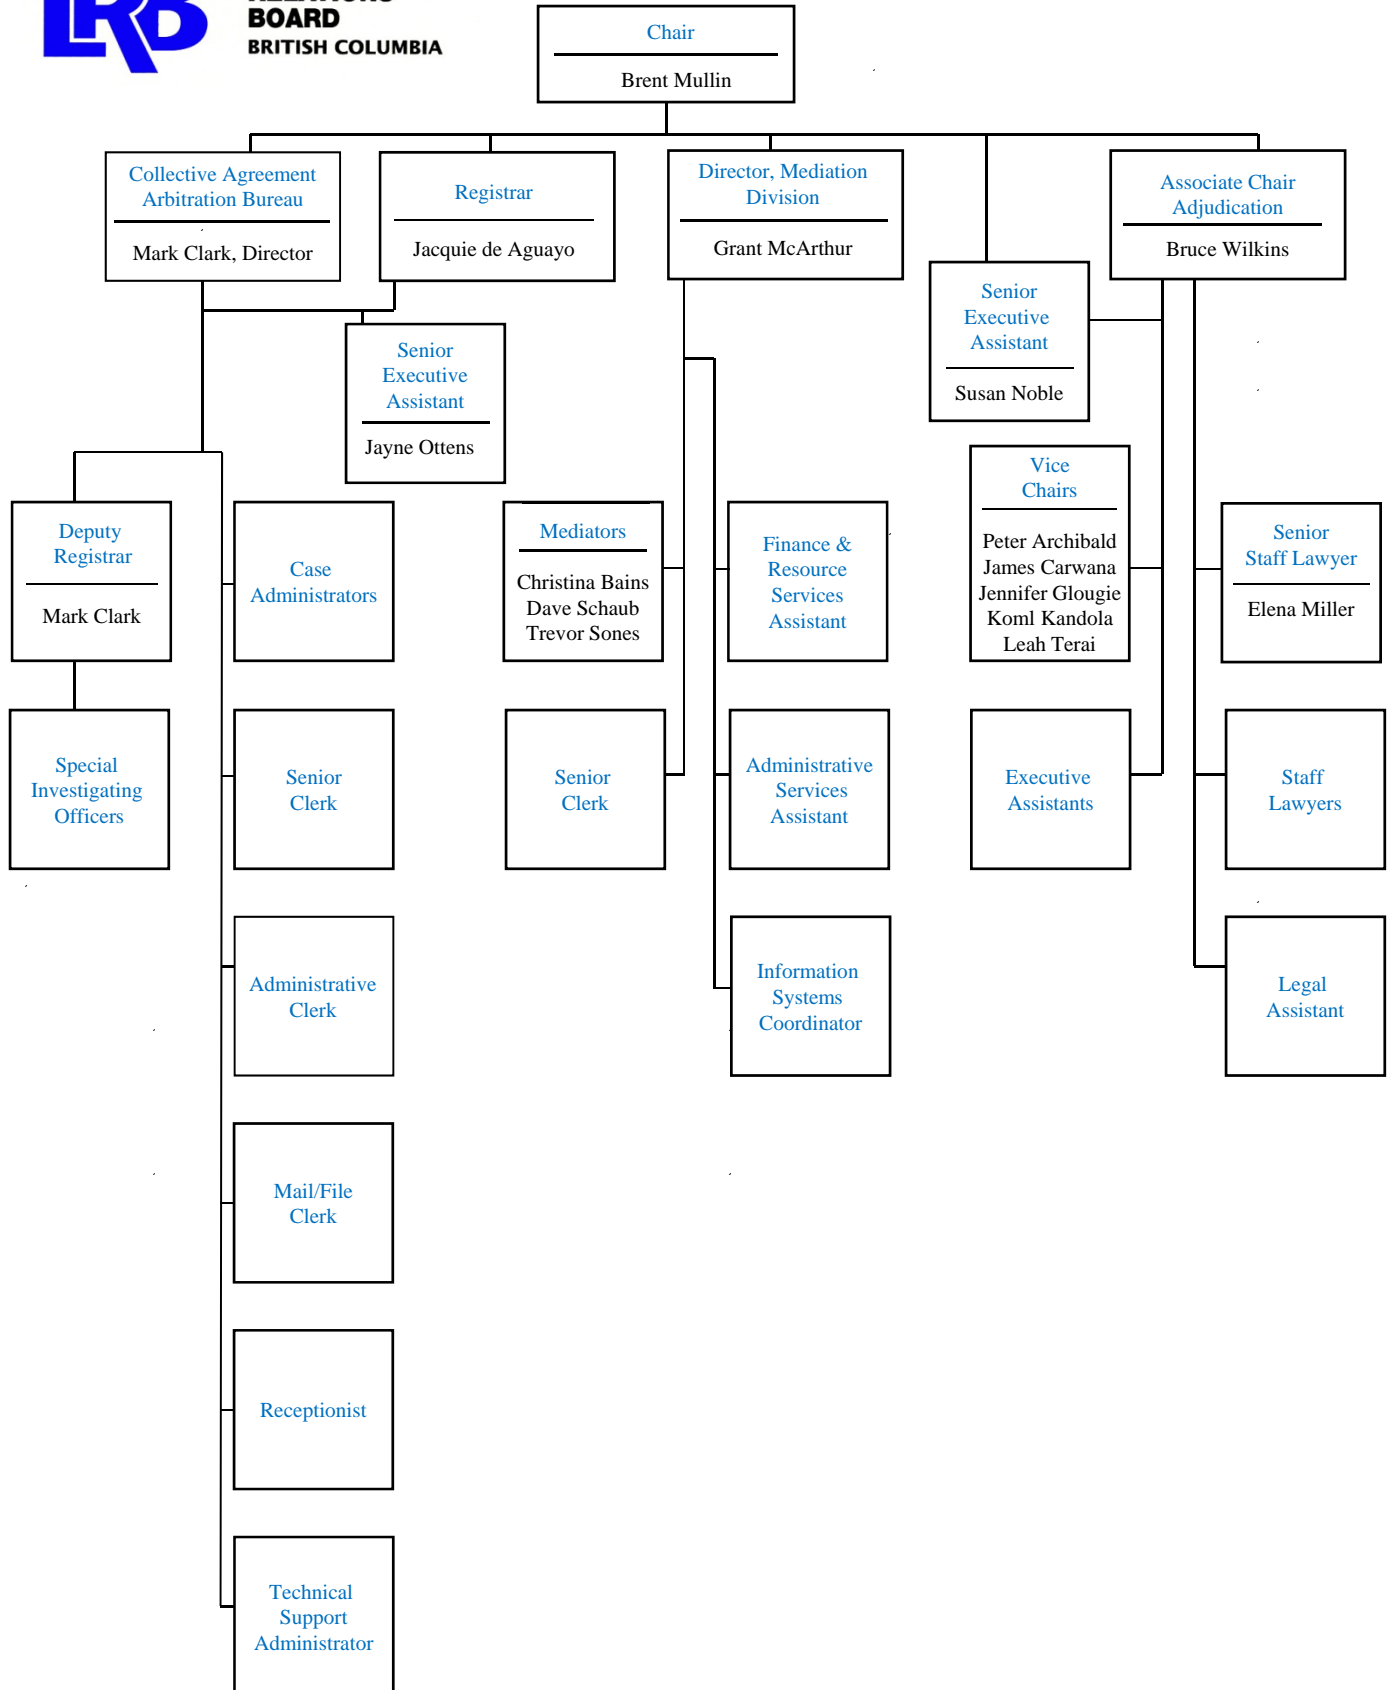 LRB
BOARD
BRITISH COLUMBIA
Chair
Brent Mullin
Collective Agreement
Arbitration Bureau
Mark Clark, Director
Registrar
Jacquie de Aguayo
Director, Mediation
Division
Grant McArthur
Associate Chair
Adjudication
Bruce Wilkins
Senior
Executive
Assistant
Susan Noble
Senior
Executive
Assistant
Jayne Ottens
Deputy
Registrar
Mark Clark
Case
Administrators
Mediators
Christina Bains
Dave Schaub
Trevor Sones
Finance &
Resource
Services
Assistant
Vice
Chairs
Peter Archibald
James Carwana
Jennifer Glougie
Koml Kandola
Leah Terai
Senior
Staff Lawyer
Elena Miller
Special
Investigating
Officers
Senior
Clerk
Senior
Clerk
Administrative
Services
Assistant
Executive
Assistants
Staff
Lawyers
Administrative
Clerk
Information
Systems
Coordinator
Legal
Assistant
Mail/File
Clerk
Receptionist
Technical
Support
Administrator